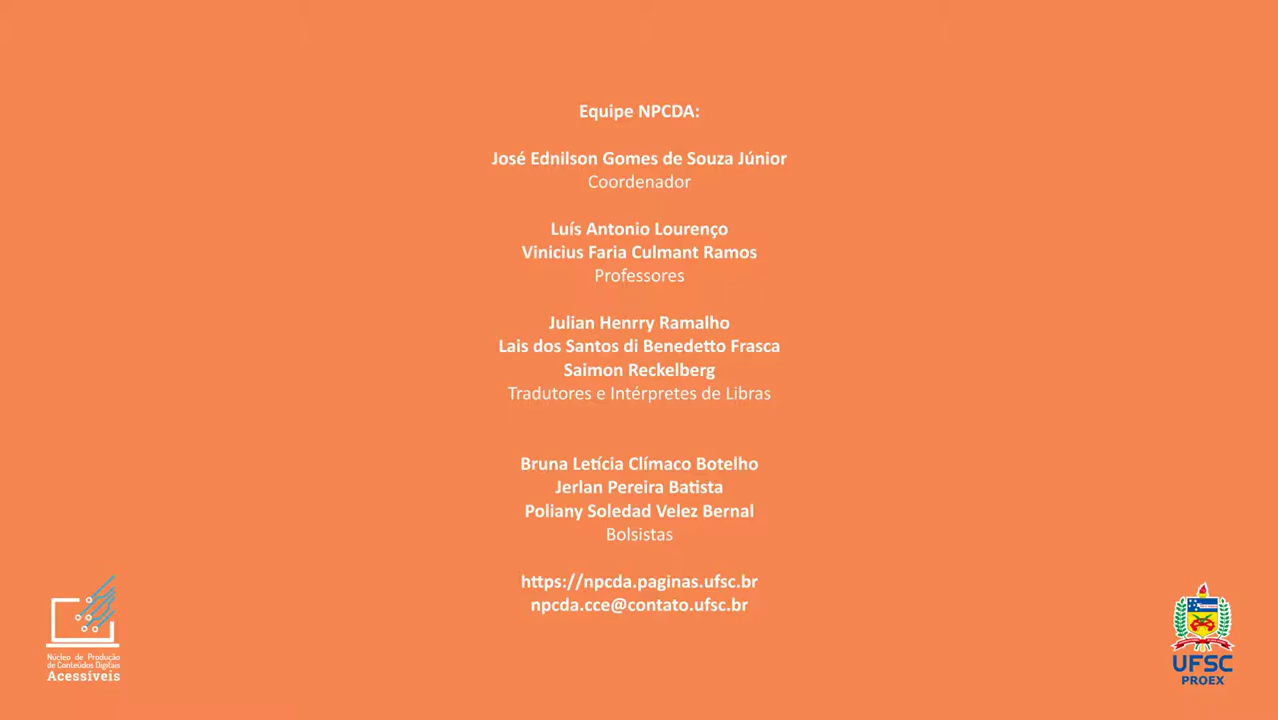 Equipe NPCDA:
José Ednilson Gomes de Souza Júnior
Coordenador
Luís Antonio Lourenço
Vinicius Faria Culmant Ramos
Professores
Julian Henrry Ramalho
Lais dos Santos di Benedetto Frasca
Saimon Reckelberg
Tradutores e Intérpretes de Libras
Bruna Letícia Clímaco Botelho
Jerlan Pereira Batista
Poliany Soledad Velez Bernal
Bolsistas
https://npcda.paginas.ufsc.br
npcda.cce@contato.ufsc.br
Núcleo de Produção
de Conteúdos Digitais
Acessíveis
UFSC
PROEX